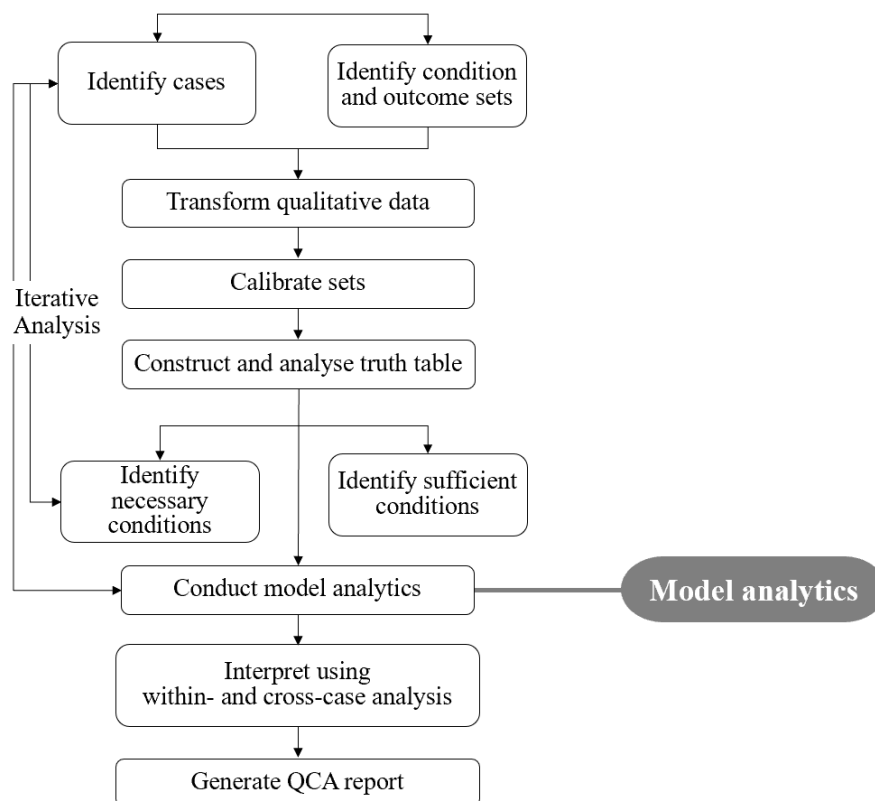 Identify cases
Identify condition
and outcome sets
Transform qualitative data
Calibrate sets
Iterative
Analysis
Construct and analyse truth table
Identify
necessary
conditions
Identify sufficient
conditions
Conduct model analytics
Model analytics
Interpret using
within- and cross-case analysis
Generate QCA report